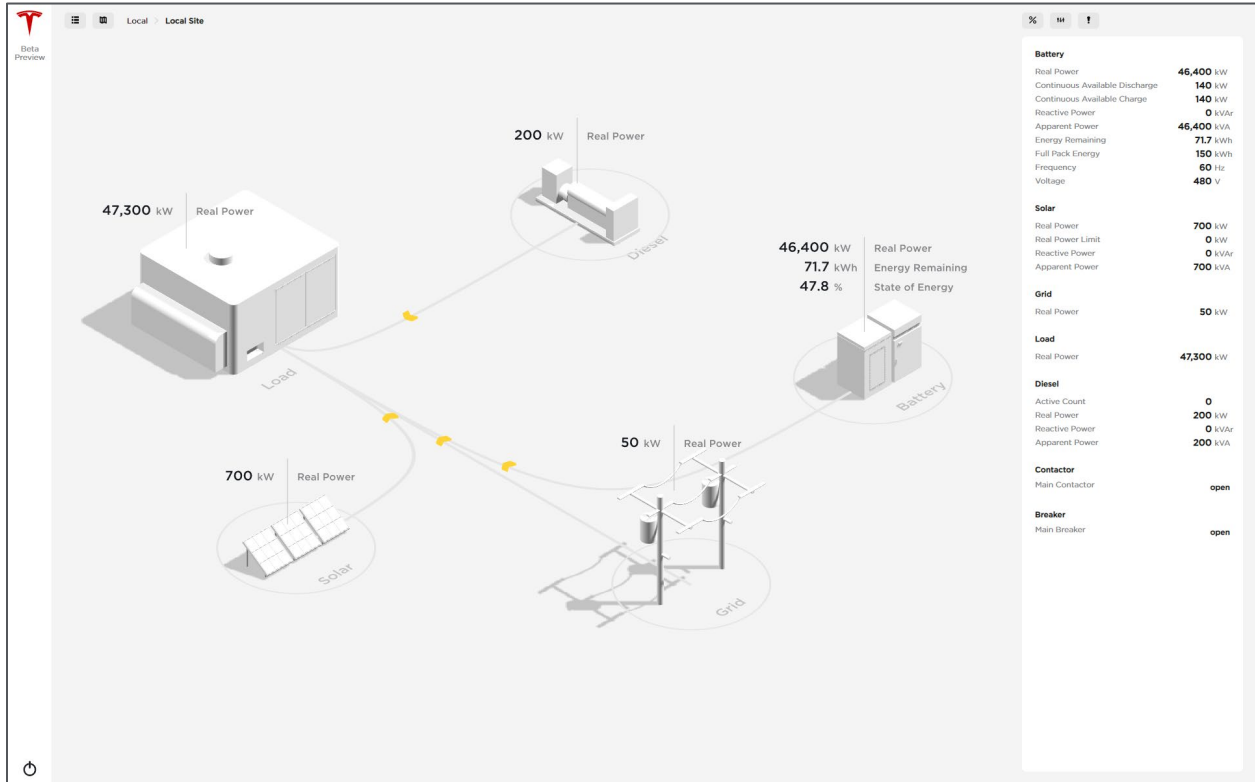 Beta
Preview
Local > Local Site
200 kW Real Power
47,300 kW Real Power
Diesel
46,400 kW Real Power
71.7 kWh Energy Remaining
47.8 % State of Energy
Load
Battery
50 kW Real Power
700 kW Real Power
Solar
Grid
%
Battery
Real Power 46,400 kW
Continuous Available Discharge 140 kW
Continuous Available Charge 140 kW
Reactive Power 0 kVAr
Apparent Power 46,400 kVA
Energy Remaining 71.7 kWh
Full Pack Energy 150 kWh
Frequency 60 Hz
Voltage 480 V
Solar
Real Power 700 kW
Real Power Limit 0 kW
Reactive Power 0 kVAr
Apparent Power 700 kVA
Grid
Real Power 50 kW
Load
Real Power 47,300 kW
Diesel
Active Count 0
Real Power 200 kW
Reactive Power 0 kVAr
Apparent Power 200 kVA
Contactor
Main Contactor open
Breaker
Main Breaker open